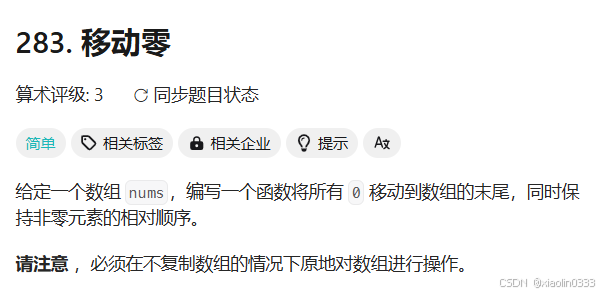 283. 移动零
算术评级: 3 同步题目状态
简单 相关标签 相关企业 提示 Ax
给定一个数组 nums，编写一个函数将所有 0 移动到数组的末尾，同时保
持非零元素的相对顺序。
请注意 ，必须在不复制数组的情况下原地对数组进行操作。
CSDN @xiaolin0333